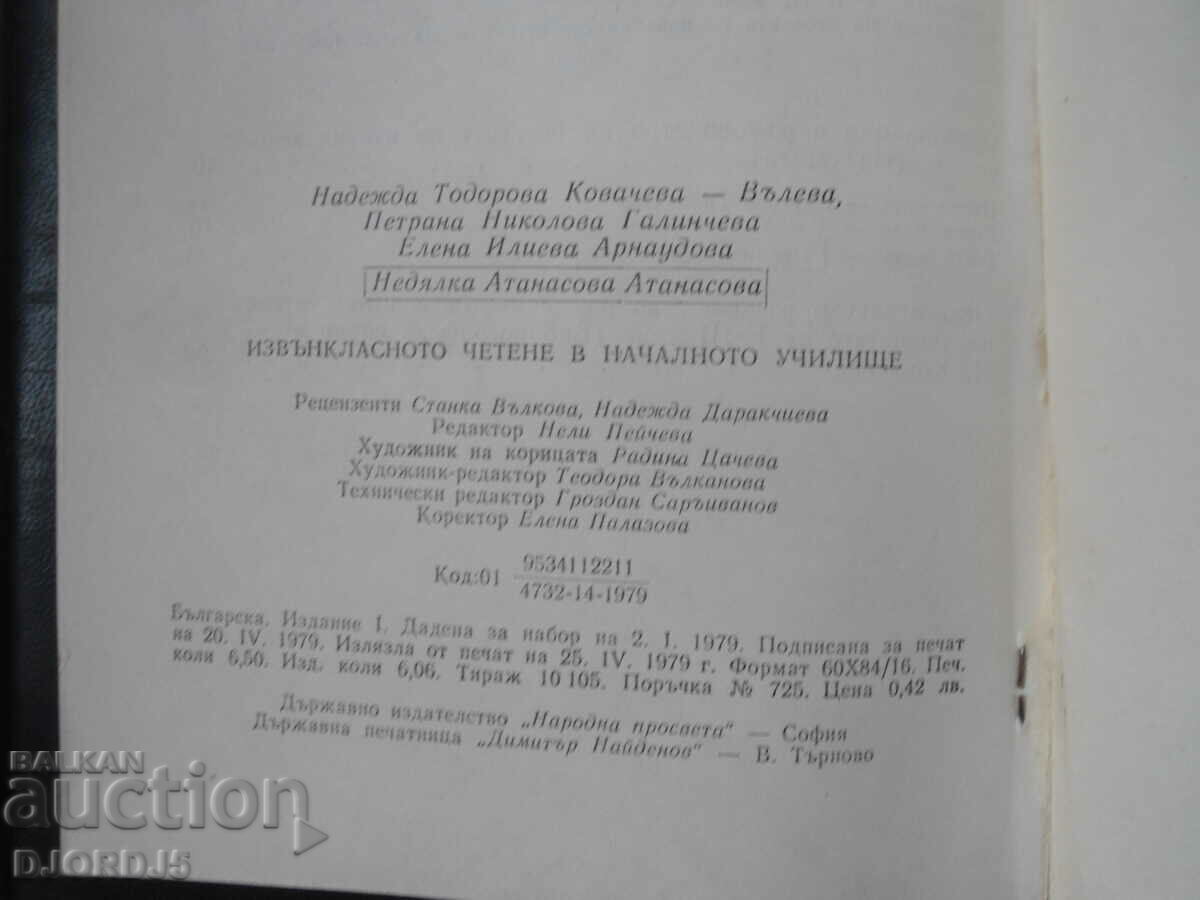 Надежда Тодорова Ковачева — Вълева,
Петрана Николова Галинчева
Елена Илиева Арнаудова
Недялка Атанасова Атанасова
ИЗВЪНКЛАСНОТО ЧЕТЕНЕ В НАЧАЛНОТО УЧИЛИЩЕ
Рецензенти Станка Вълкова, Надежда Даракчиева
Редактор Нели Пейчева
Художник на корицата Радина Цачева
Художник-редактор Теодора Вълканова
Технически редактор Гроздан Саръиванов
Коректор Елена Палазова
Код:01 9534112211
4732-14-1979
Българска. Издание I. Дадена за набор на 2. I. 1979. Подписана за печат
на 20. IV. 1979. Излязла от печат на 25. IV. 1979 г. Формат 60X84/16. Печ.
коли 6,50. Изд. коли 6,06. Тираж 10 105. Поръчка № 725. Цена 0,42 лв.
Държавно издателство „Народна просвета" — София
Държавна печатница „Димитър Найденов" — В. Търново
BALKAN
auction
DJORDJ5